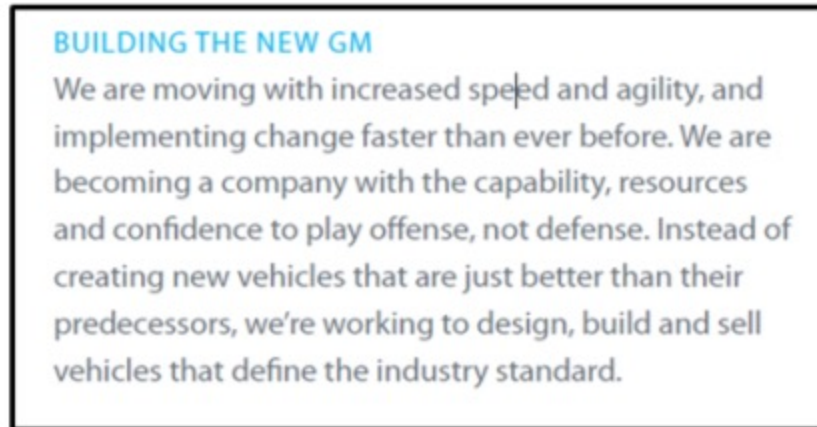 BUILDING THE NEW GM
We are moving with increased speed and agility, and
implementing change faster than ever before. We are
becoming a company with the capability, resources
and confidence to play offense, not defense. Instead of
creating new vehicles that are just better than their
predecessors, we're working to design, build and sell
vehicles that define the industry standard.